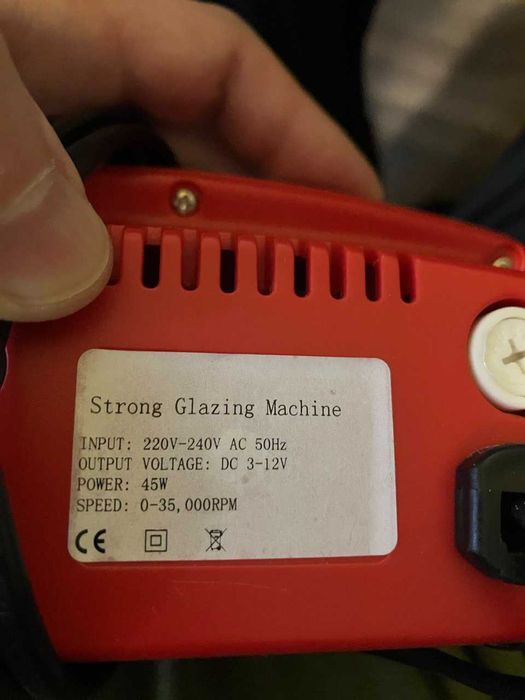 Strong Glazing Machine
INPUT: 220V-240V AC 50Hz
OUTPUT VOLTAGE: DC 3-12V
POWER: 45W
SPEED: 0-35,000RPM
CE